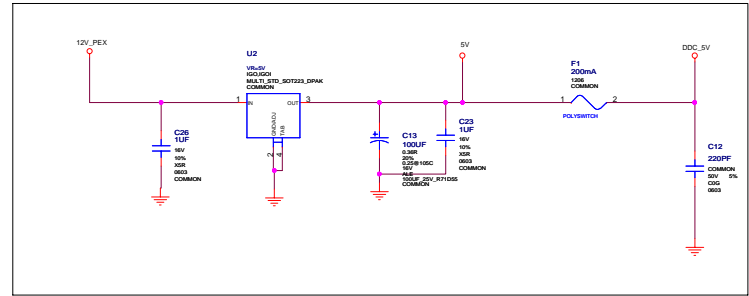 12V_PEX
5V
DDC_5V
U2
VR=5V
IGO,IGOI
MULTI_STD_SOT223_DPAK
COMMON
1
IN
OUT
3
GND/ADJ
TAB
2
4
F1
200mA
1206
COMMON
1
2
POLYSWITCH
C26
1UF
16V
10%
X5R
0603
COMMON
C13
100UF
0.36R
20%
0.25@105C
16V
ALE
100UF_25V_R71D55
COMMON
C23
1UF
16V
10%
X5R
0603
COMMON
C12
220PF
COMMON
50V 5%
C0G
0603